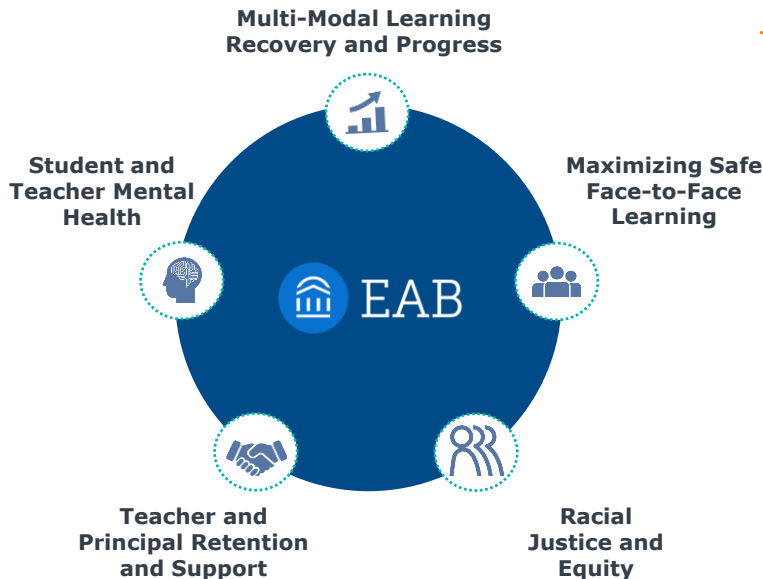 Multi-Modal Learning
Recovery and Progress
Student and
Teacher Mental
Health
Maximizing Safe
Face-to-Face
Learning
EAB
Teacher and
Principal Retention
and Support
Racial
Justice and
Equity